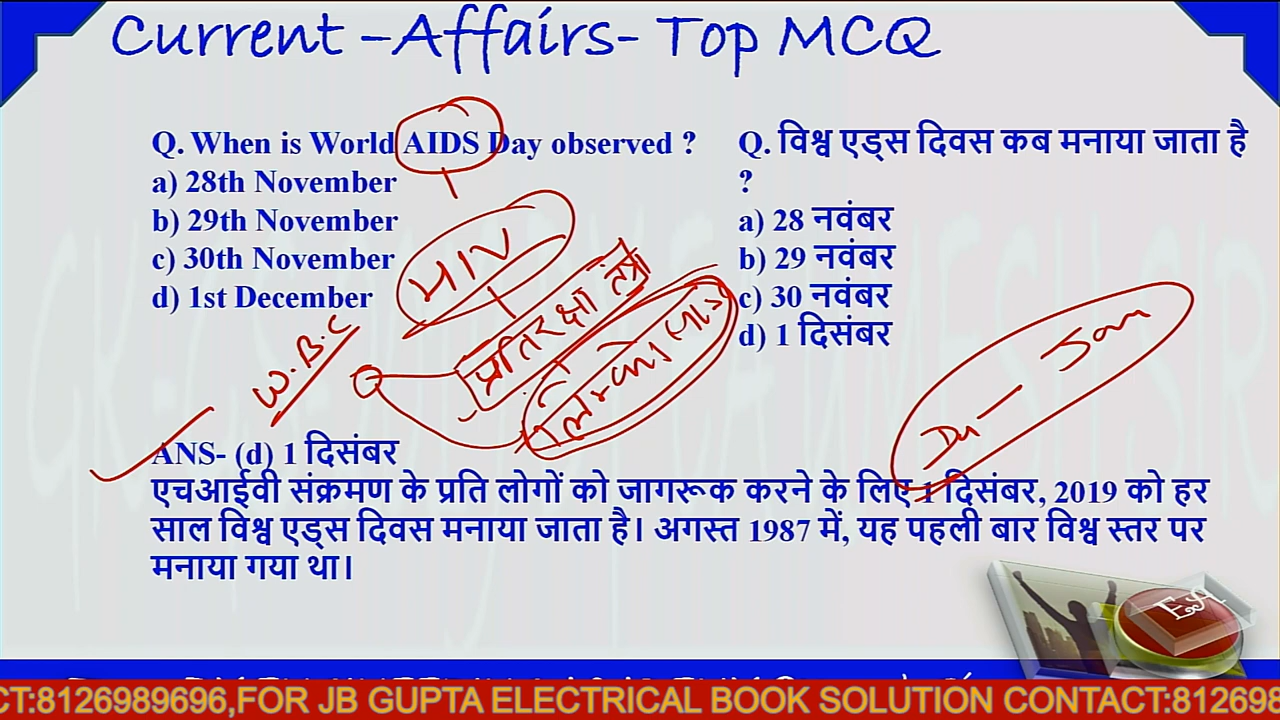 Current –Affairs- Top MCQ
Q. When is World AIDS Day observed ?
a) 28th November
b) 29th November
c) 30th November
d) 1st December
Q. विश्व एड्स दिवस कब मनाया जाता है
?
a) 28 नवंबर
b) 29 नवंबर
c) 30 नवंबर
d) 1 दिसंबर
HIV
प्रतिरक्षा तंत्र
W.B.C
ANS- (d) 1 दिसंबर
एचआईवी संक्रमण के प्रति लोगों को जागरूक करने के लिए 1 दिसंबर, 2019 को हर
साल विश्व एड्स दिवस मनाया जाता है। अगस्त 1987 में, यह पहली बार विश्व स्तर पर
मनाया गया था।
EA
CT:8126989696,FOR JB GUPTA ELECTRICAL BOOK SOLUTION CONTACT:812698